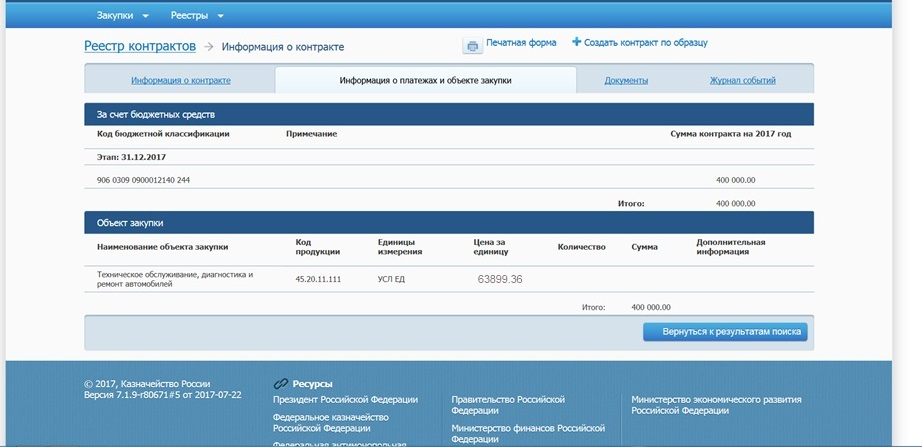 Закупки Реестры
Реестр контрактов → Информация о контракте Печатная форма Создать контракт по образцу
Информация о контракте Информация о платежах и объекте закупки Документы Журнал событий
За счет бюджетных средств
Код бюджетной классификации Примечание Сумма контракта на 2017 год
Этап: 31.12.2017
906 0309 0900012140 244 400 000.00
Итого: 400 000.00
Объект закупки
Наименование объекта закупки Код продукции Единицы измерения Цена за единицу Количество Сумма Дополнительная информация
Техническое обслуживание, диагностика и
ремонт автомобилей 45.20.11.111 УСЛ ЕД 63899.36
Итого: 400 000.00
Вернуться к результатам поиска
© 2017, Казначейство России
Версия 7.1.9-r80671#5 от 2017-07-22
Ресурсы
Президент Российской Федерации
Федеральное казначейство
Российской Федерации
Федеральная антимонопольная
Правительство Российской
Федерации
Министерство финансов Российской
Федерации
Министерство экономического развития
Российской Федерации